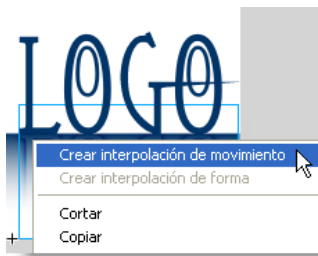 LOGO
Crear interpolación de movimiento
Crear interpolación de forma
Cortar
Copiar